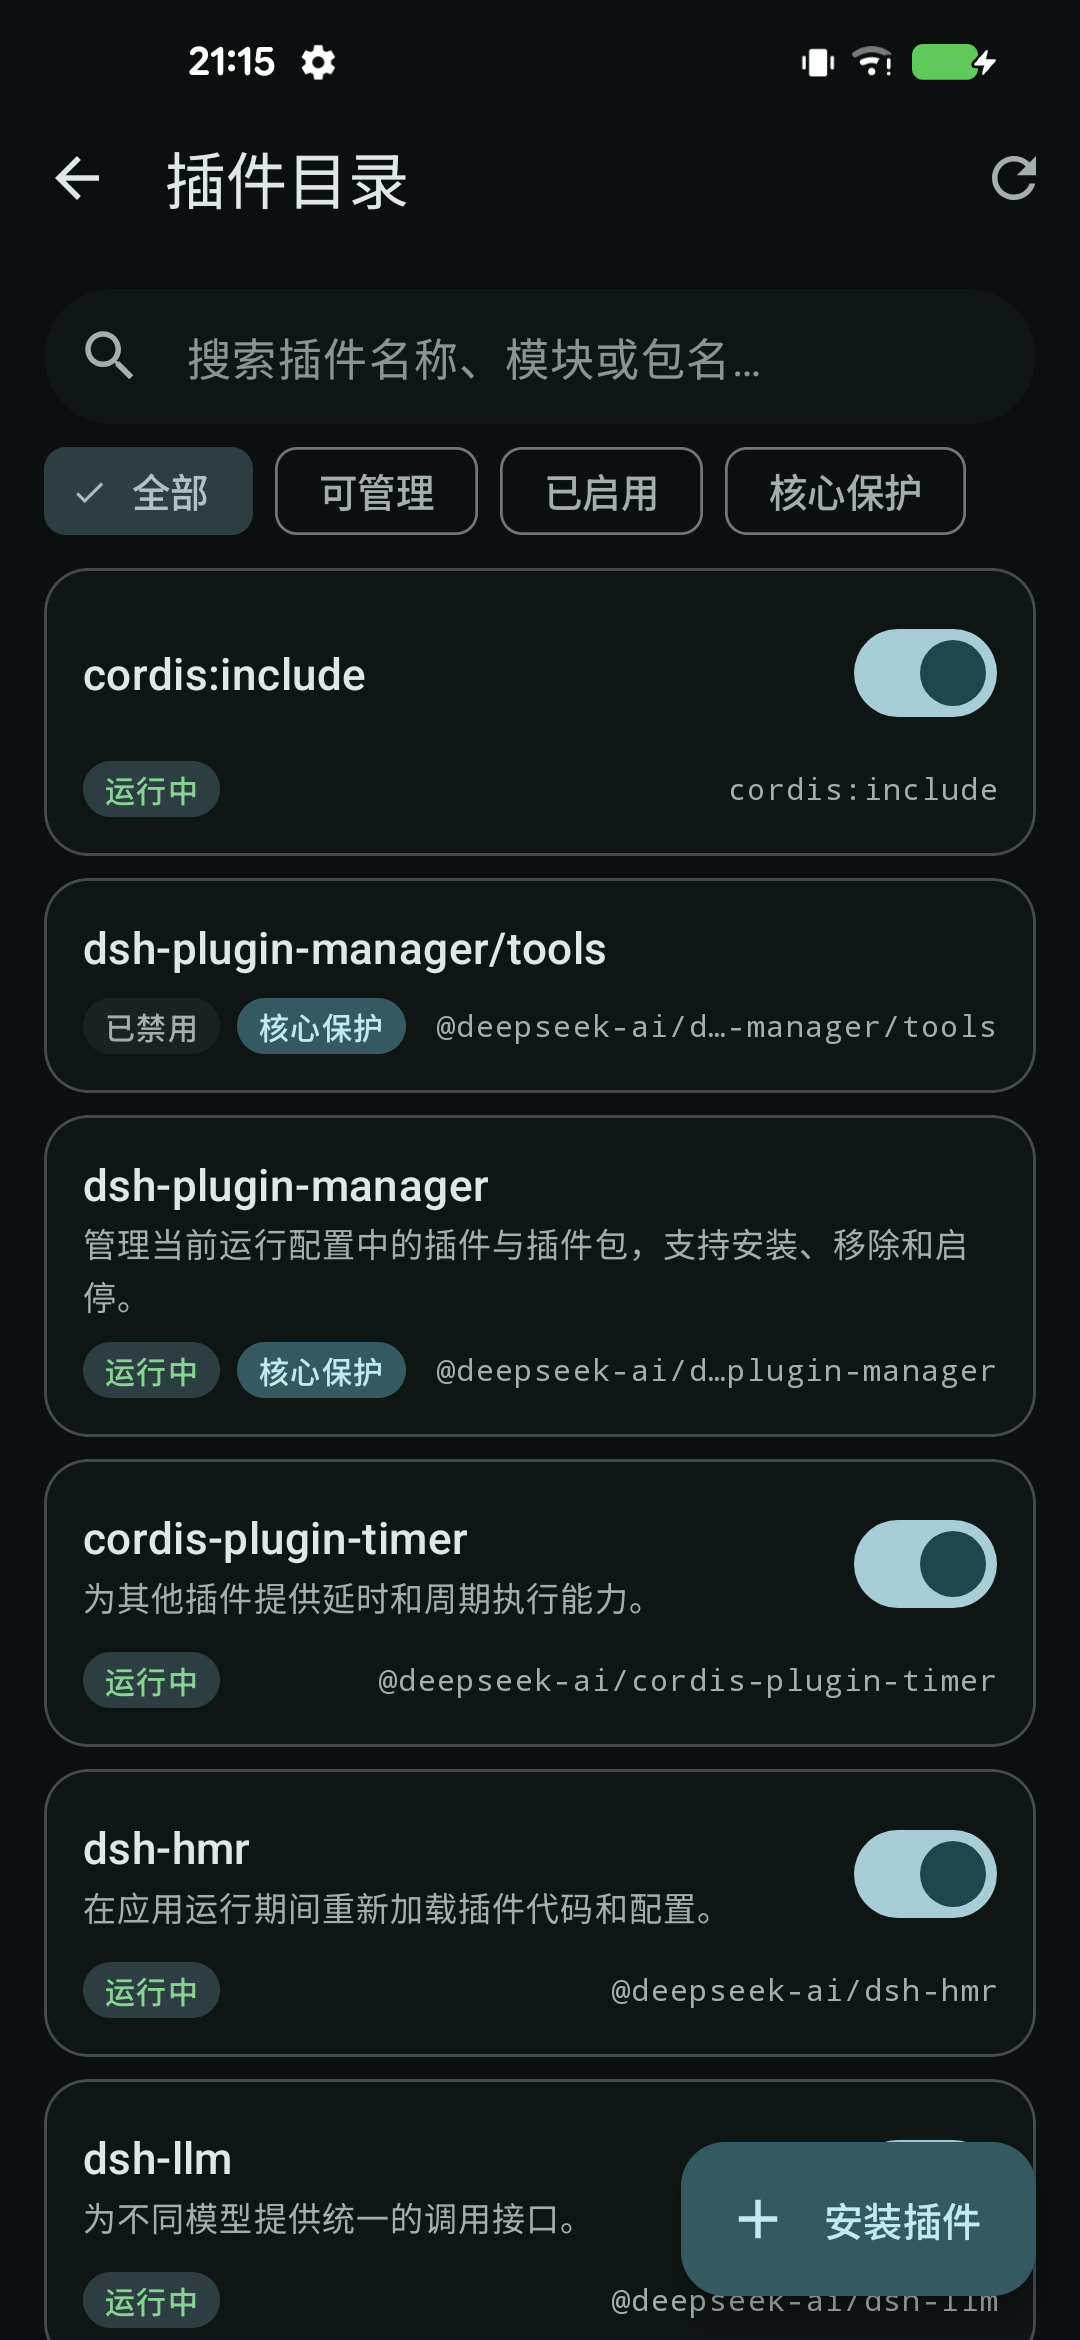 21:15
插件目录
搜索插件名称、模块或包名...
全部
可管理
已启用
核心保护
cordis:include
运行中
cordis:include
dsh-plugin-manager/tools
已禁用
核心保护
@deepseek-ai/d…-manager/tools
dsh-plugin-manager
管理当前运行配置中的插件与插件包，支持安装、移除和启
停。
运行中
核心保护
@deepseek-ai/d…plugin-manager
cordis-plugin-timer
为其他插件提供延时和周期执行能力。
运行中
@deepseek-ai/cordis-plugin-timer
dsh-hmr
在应用运行期间重新加载插件代码和配置。
运行中
@deepseek-ai/dsh-hmr
dsh-llm
为不同模型提供统一的调用接口。
安装插件
运行中
@deepseek-ai/dsh-llm